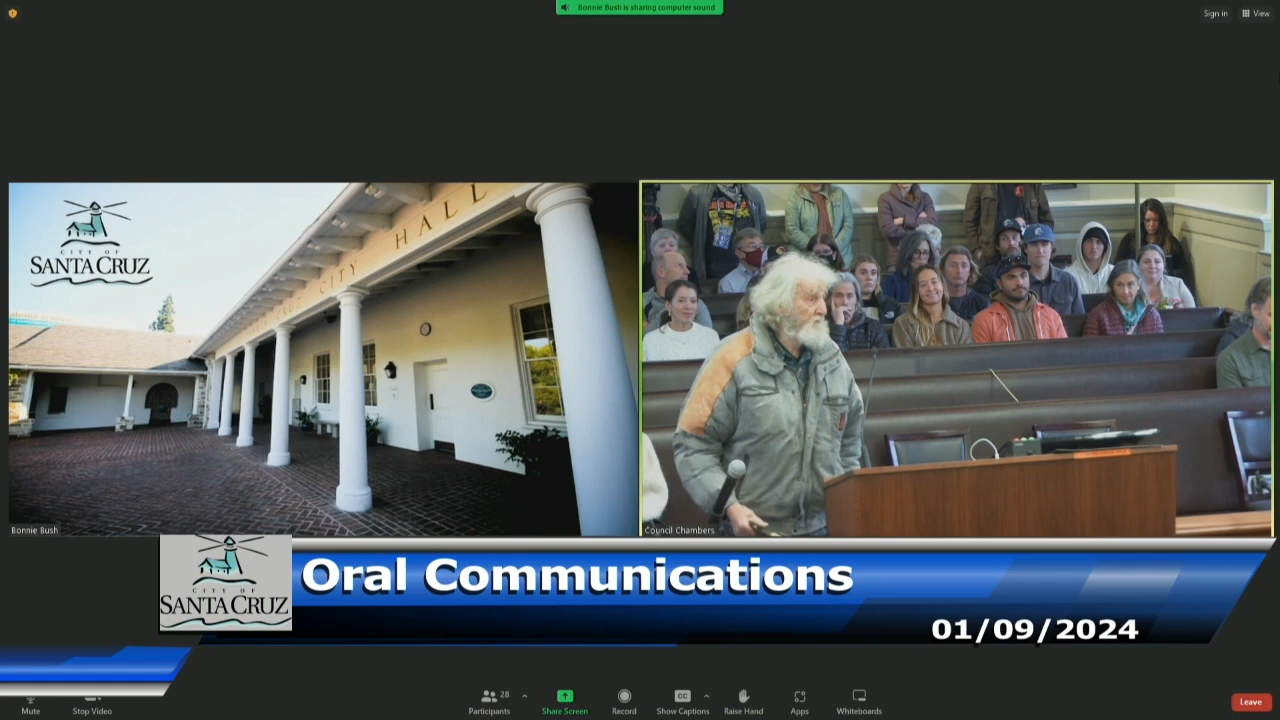 Bonnie Bush is sharing computer sound
Sign in
View
CITY OF
SANTA CRUZ
CITY HALL
Bonnie Bush
Council Chambers
CITY OF
SANTA CRUZ
Oral Communications
01/09/2024
Mute
Stop Video
Participants
28
Share Screen
Record
CC
Show Captions
Raise Hand
Apps
Whiteboards
Leave